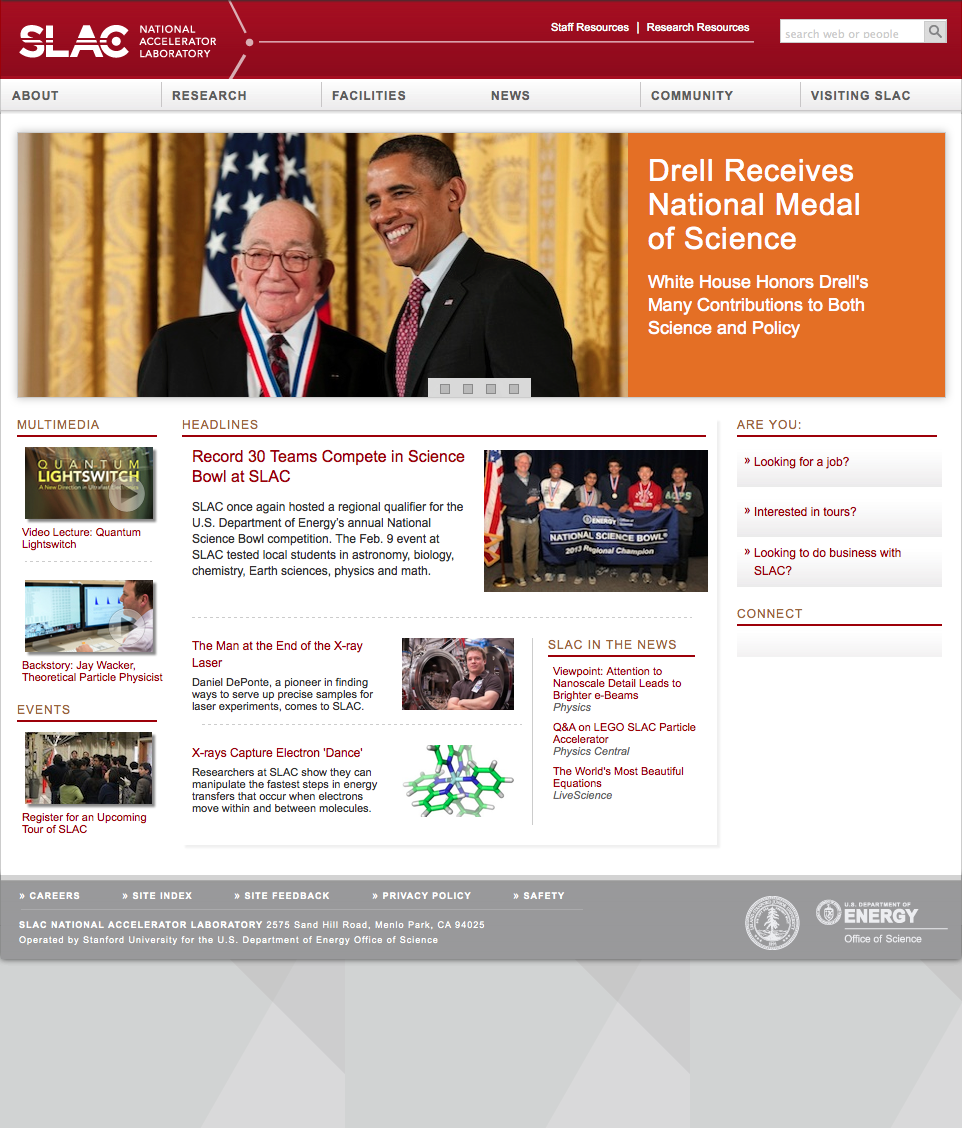 SLAC NATIONAL
ACCELERATOR
LABORATORY
Staff Resources | Research Resources
search web or people
ABOUT
RESEARCH
FACILITIES
NEWS
COMMUNITY
VISITING SLAC
Drell Receives
National Medal
of Science
White House Honors Drell's
Many Contributions to Both
Science and Policy
MULTIMEDIA
QUANTUM
LIGHTSWITCH
A New Direction in Ultrafast
Video Lecture: Quantum
Lightswitch
Backstory: Jay Wacker,
Theoretical Particle Physicist
EVENTS
Register for an Upcoming
Tour of SLAC
HEADLINES
Record 30 Teams Compete in Science
Bowl at SLAC
SLAC once again hosted a regional qualifier for the
U.S. Department of Energy's annual National
Science Bowl competition. The Feb. 9 event at
SLAC tested local students in astronomy, biology,
chemistry, Earth sciences, physics and math.
ENERGY
NATIONAL SCIENCE BOWL
2013 Regional Champion
The Man at the End of the X-ray
Laser
Daniel DePonte, a pioneer in finding
ways to serve up precise samples for
laser experiments, comes to SLAC.
X-rays Capture Electron 'Dance'
Researchers at SLAC show they can
manipulate the fastest steps in energy
transfers that occur when electrons
move within and between molecules.
SLAC IN THE NEWS
Viewpoint: Attention to
Nanoscale Detail Leads to
Brighter e-Beams
Physics
Q&A on LEGO SLAC Particle
Accelerator
Physics Central
The World's Most Beautiful
Equations
LiveScience
ARE YOU:
» Looking for a job?
» Interested in tours?
» Looking to do business with
SLAC?
CONNECT
» CAREERS
» SITE INDEX
» SITE FEEDBACK
» PRIVACY POLICY
» SAFETY
SLAC NATIONAL ACCELERATOR LABORATORY 2575 Sand Hill Road, Menlo Park, CA 94025
Operated by Stanford University for the U.S. Department of Energy Office of Science
U.S. DEPARTMENT OF
ENERGY
Office of Science